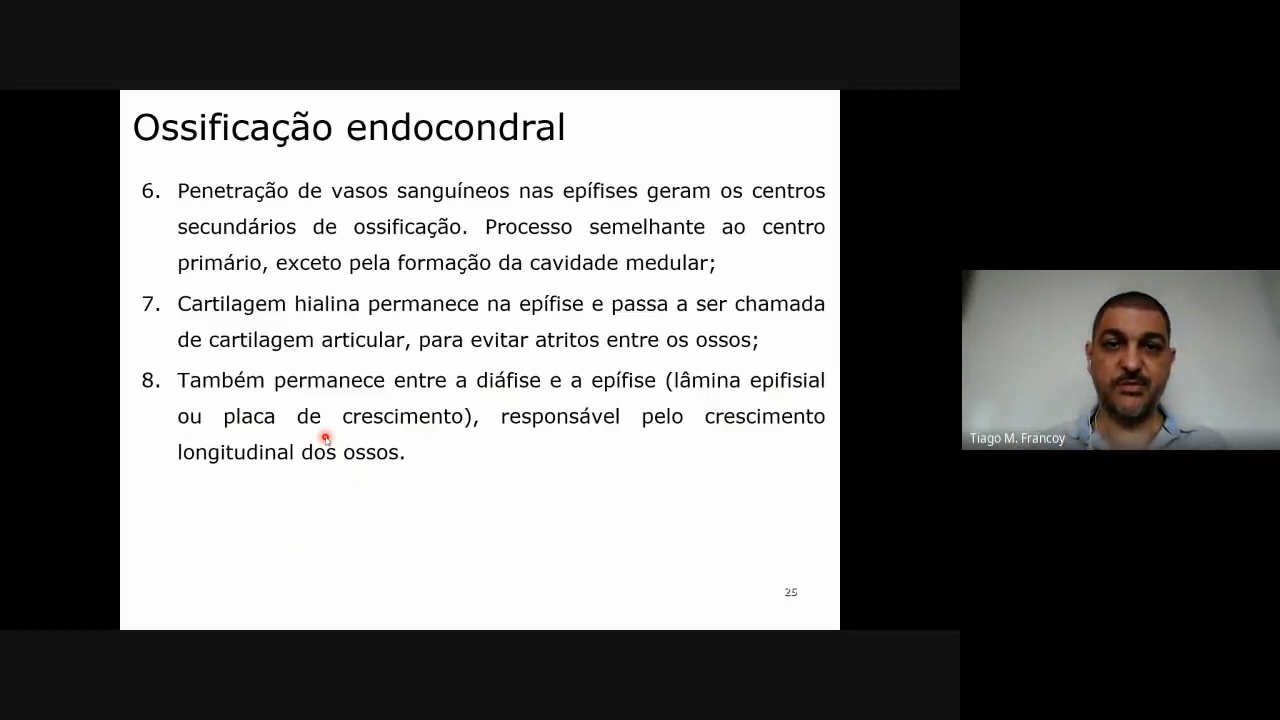 Ossificação endocondral
6. Penetração de vasos sanguíneos nas epífises geram os centros
secundários de ossificação. Processo semelhante ao centro
primário, exceto pela formação da cavidade medular;
7. Cartilagem hialina permanece na epífise e passa a ser chamada
de cartilagem articular, para evitar atritos entre os ossos;
8. Também permanece entre a diáfise e a epífise (lâmina epifisial
ou placa de crescimento), responsável pelo crescimento
longitudinal dos ossos.
25
Tiago M. Francoy